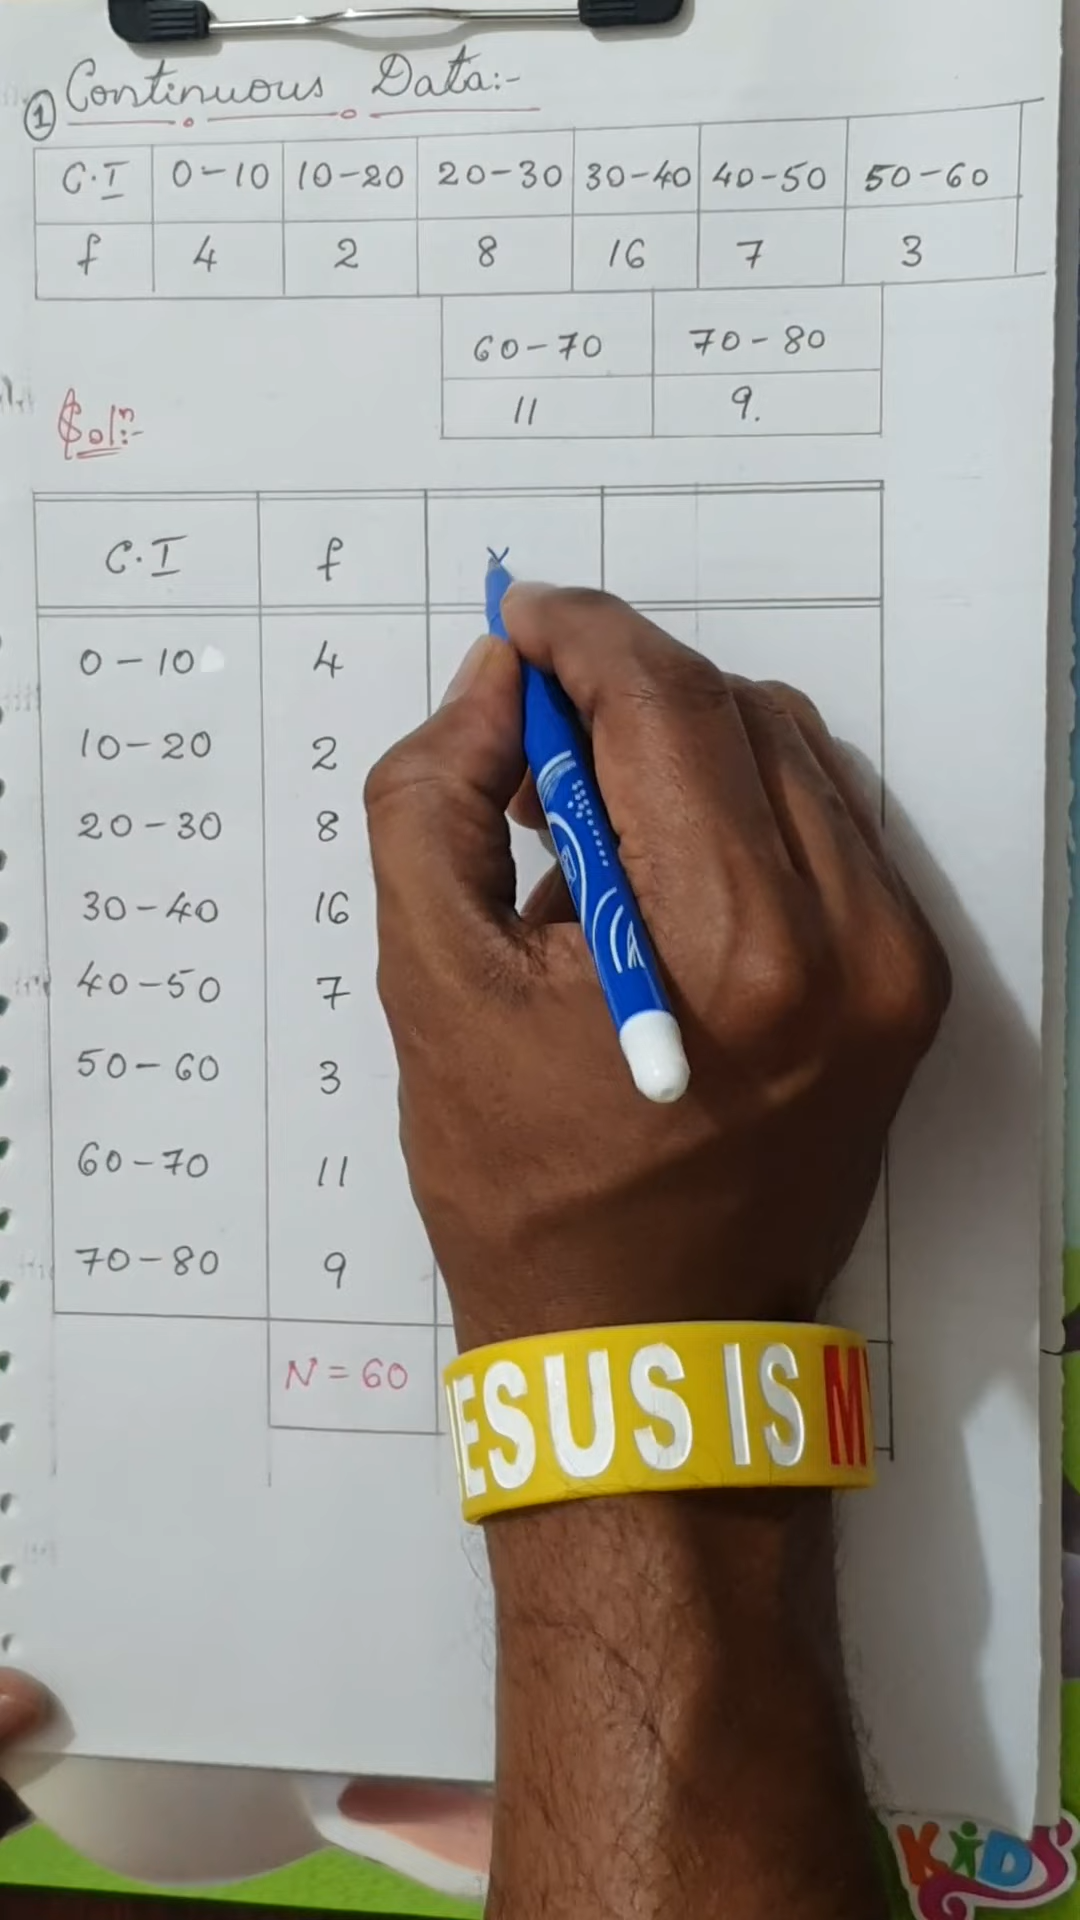 ① Continuous Data:-
C.I 0-10 10-20 20-30 30-40 40-50 50-60
f 4 2 8 16 7 3
60-70 70-80
11 9.
Solⁿ:-
C.I f x
0-10 4
10-20 2
20-30 8
30-40 16
40-50 7
50-60 3
60-70 11
70-80 9
N = 60
ESUS IS M
KiDS